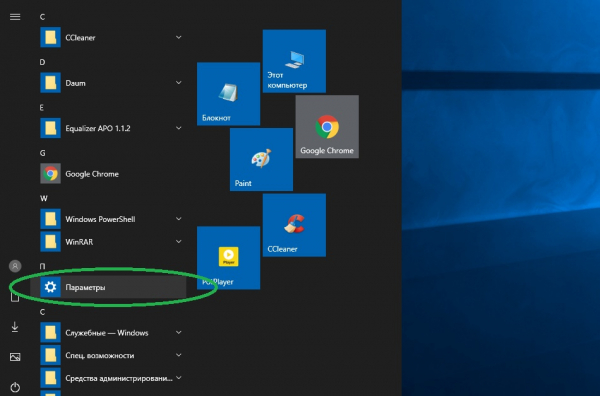 C
CCleaner
D
Daum
E
Equalizer APO 1.1.2
G
Google Chrome
W
Windows PowerShell
WinRAR
П
Параметры
С
Служебные — Windows
Спец. возможности
Средства администрировани...
Этот
компьютер
Блокнот
Google Chrome
Paint
CCleaner
Player
PotPlayer